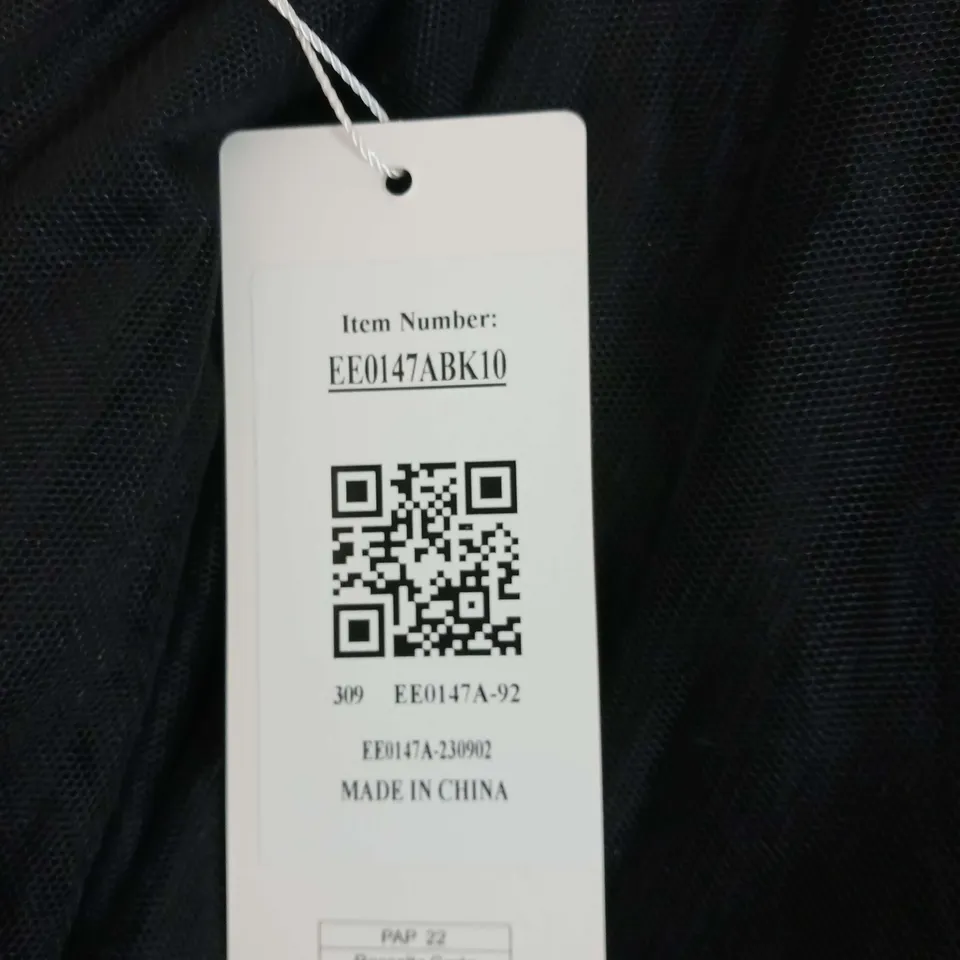 Item Number:
EE0147ABK10
309 EE0147A-92
EE0147A-230902
MADE IN CHINA
PAP 22